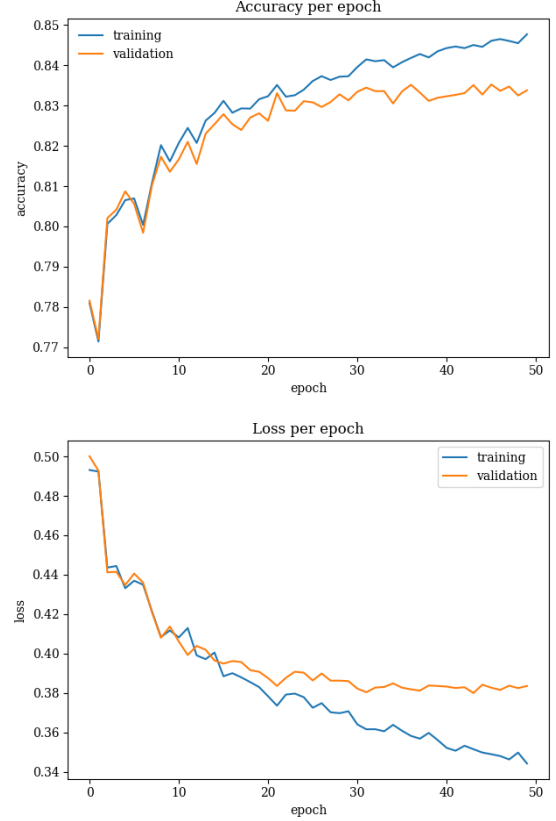 Accuracy per epoch
0.85
0.84
0.83
0.82
0.81
0.80
0.79
0.78
0.77
accuracy
training
validation
0 10 20 30 40 50
epoch
Loss per epoch
0.50
0.48
0.46
0.44
0.42
0.40
0.38
0.36
0.34
loss
training
validation
0 10 20 30 40 50
epoch